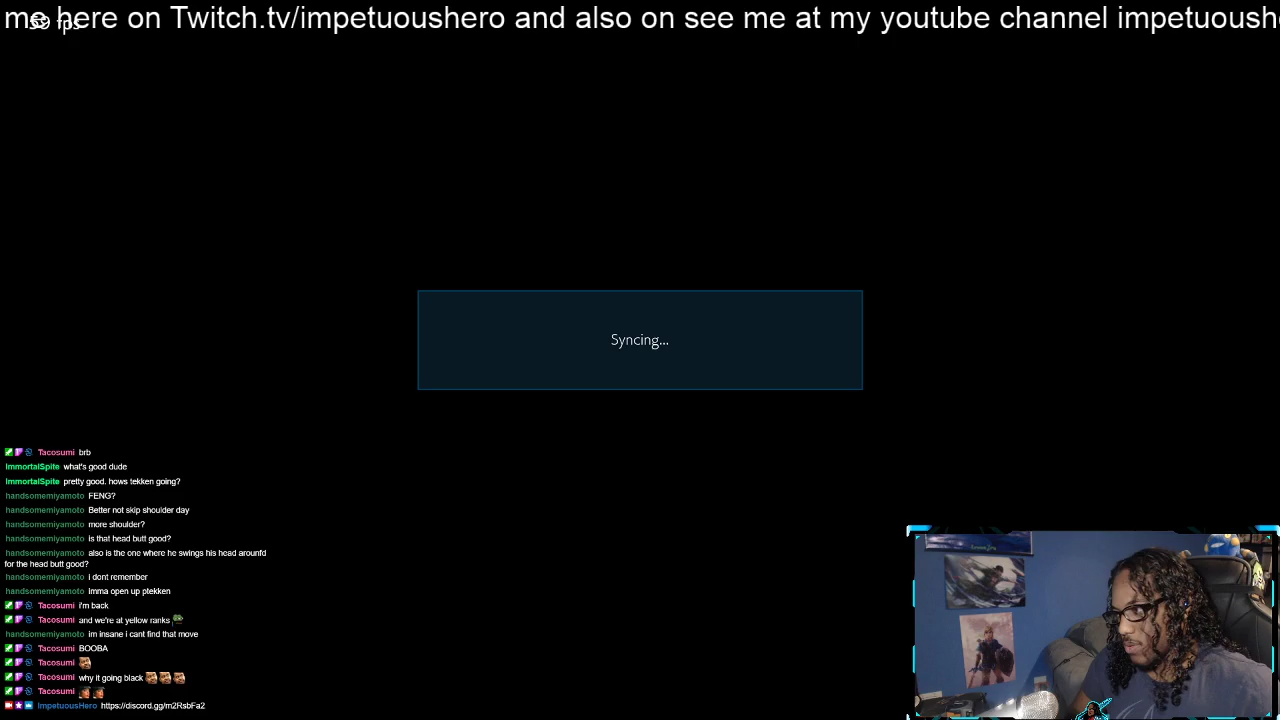 me here on Twitch.tv/impetuoushero and also on see me at my youtube channel impetuoush
59 fps
Syncing...
Tacosumi brb
ImmortalSpite what's good dude
ImmortalSpite pretty good. hows tekken going?
handsomemiyamoto FENG?
handsomemiyamoto Better not skip shoulder day
handsomemiyamoto more shoulder?
handsomemiyamoto is that head butt good?
handsomemiyamoto also is the one where he swings his head arounfd
for the head butt good?
handsomemiyamoto i dont remember
handsomemiyamoto imma open up ptekken
Tacosumi i'm back
Tacosumi and we're at yellow ranks
handsomemiyamoto im insane i cant find that move
Tacosumi BOOBA
Tacosumi
Tacosumi why it going black
Tacosumi
ImpetuousHero https://discord.gg/m2RsbFa2